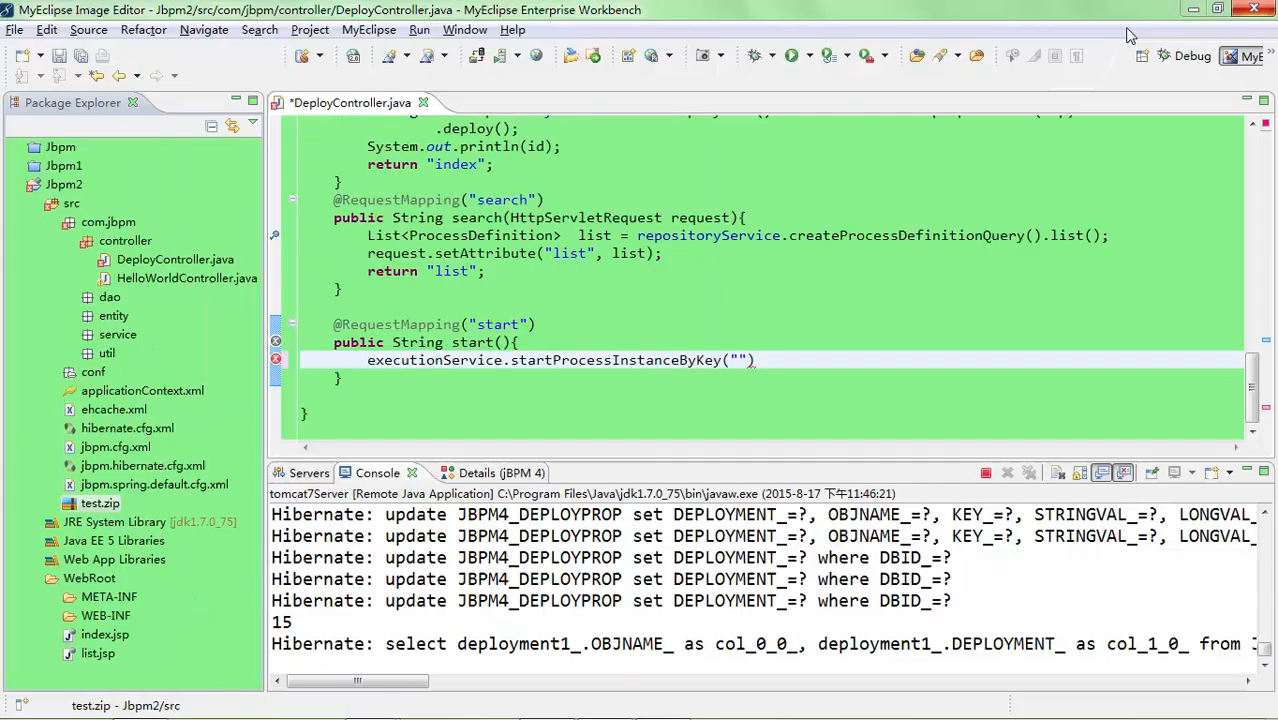 MyEclipse Image Editor - Jbpm2/src/com/jbpm/controller/DeployController.java - MyEclipse Enterprise Workbench
File Edit Source Refactor Navigate Search Project MyEclipse Run Window Help
Debug MyE
Package Explorer
*DeployController.java
Jbpm
Jbpm1
Jbpm2
src
com.jbpm
controller
DeployController.java
HelloWorldController.java
dao
entity
service
util
conf
applicationContext.xml
ehcache.xml
hibernate.cfg.xml
jbpm.cfg.xml
jbpm.hibernate.cfg.xml
jbpm.spring.default.cfg.xml
test.zip
JRE System Library [jdk1.7.0_75]
Java EE 5 Libraries
Web App Libraries
WebRoot
META-INF
WEB-INF
index.jsp
list.jsp
.deploy();
System.out.println(id);
return "index";
}
@RequestMapping("search")
public String search(HttpServletRequest request){
List<ProcessDefinition> list = repositoryService.createProcessDefinitionQuery().list();
request.setAttribute("list", list);
return "list";
}
@RequestMapping("start")
public String start(){
executionService.startProcessInstanceByKey("")
}
}
Servers Console Details (jBPM 4)
tomcat7Server [Remote Java Application] C:\Program Files\Java\jdk1.7.0_75\bin\javaw.exe (2015-8-17 下午11:46:21)
Hibernate: update JBPM4_DEPLOYPROP set DEPLOYMENT_=?, OBJNAME_=?, KEY_=?, STRINGVAL_=?, LONGVAL_
Hibernate: update JBPM4_DEPLOYPROP set DEPLOYMENT_=?, OBJNAME_=?, KEY_=?, STRINGVAL_=?, LONGVAL_
Hibernate: update JBPM4_DEPLOYPROP set DEPLOYMENT_=? where DBID_=?
Hibernate: update JBPM4_DEPLOYPROP set DEPLOYMENT_=? where DBID_=?
Hibernate: update JBPM4_DEPLOYPROP set DEPLOYMENT_=? where DBID_=?
15
Hibernate: select deployment1_.OBJNAME_ as col_0_0_, deployment1_.DEPLOYMENT_ as col_1_0_ from J
test.zip - Jbpm2/src